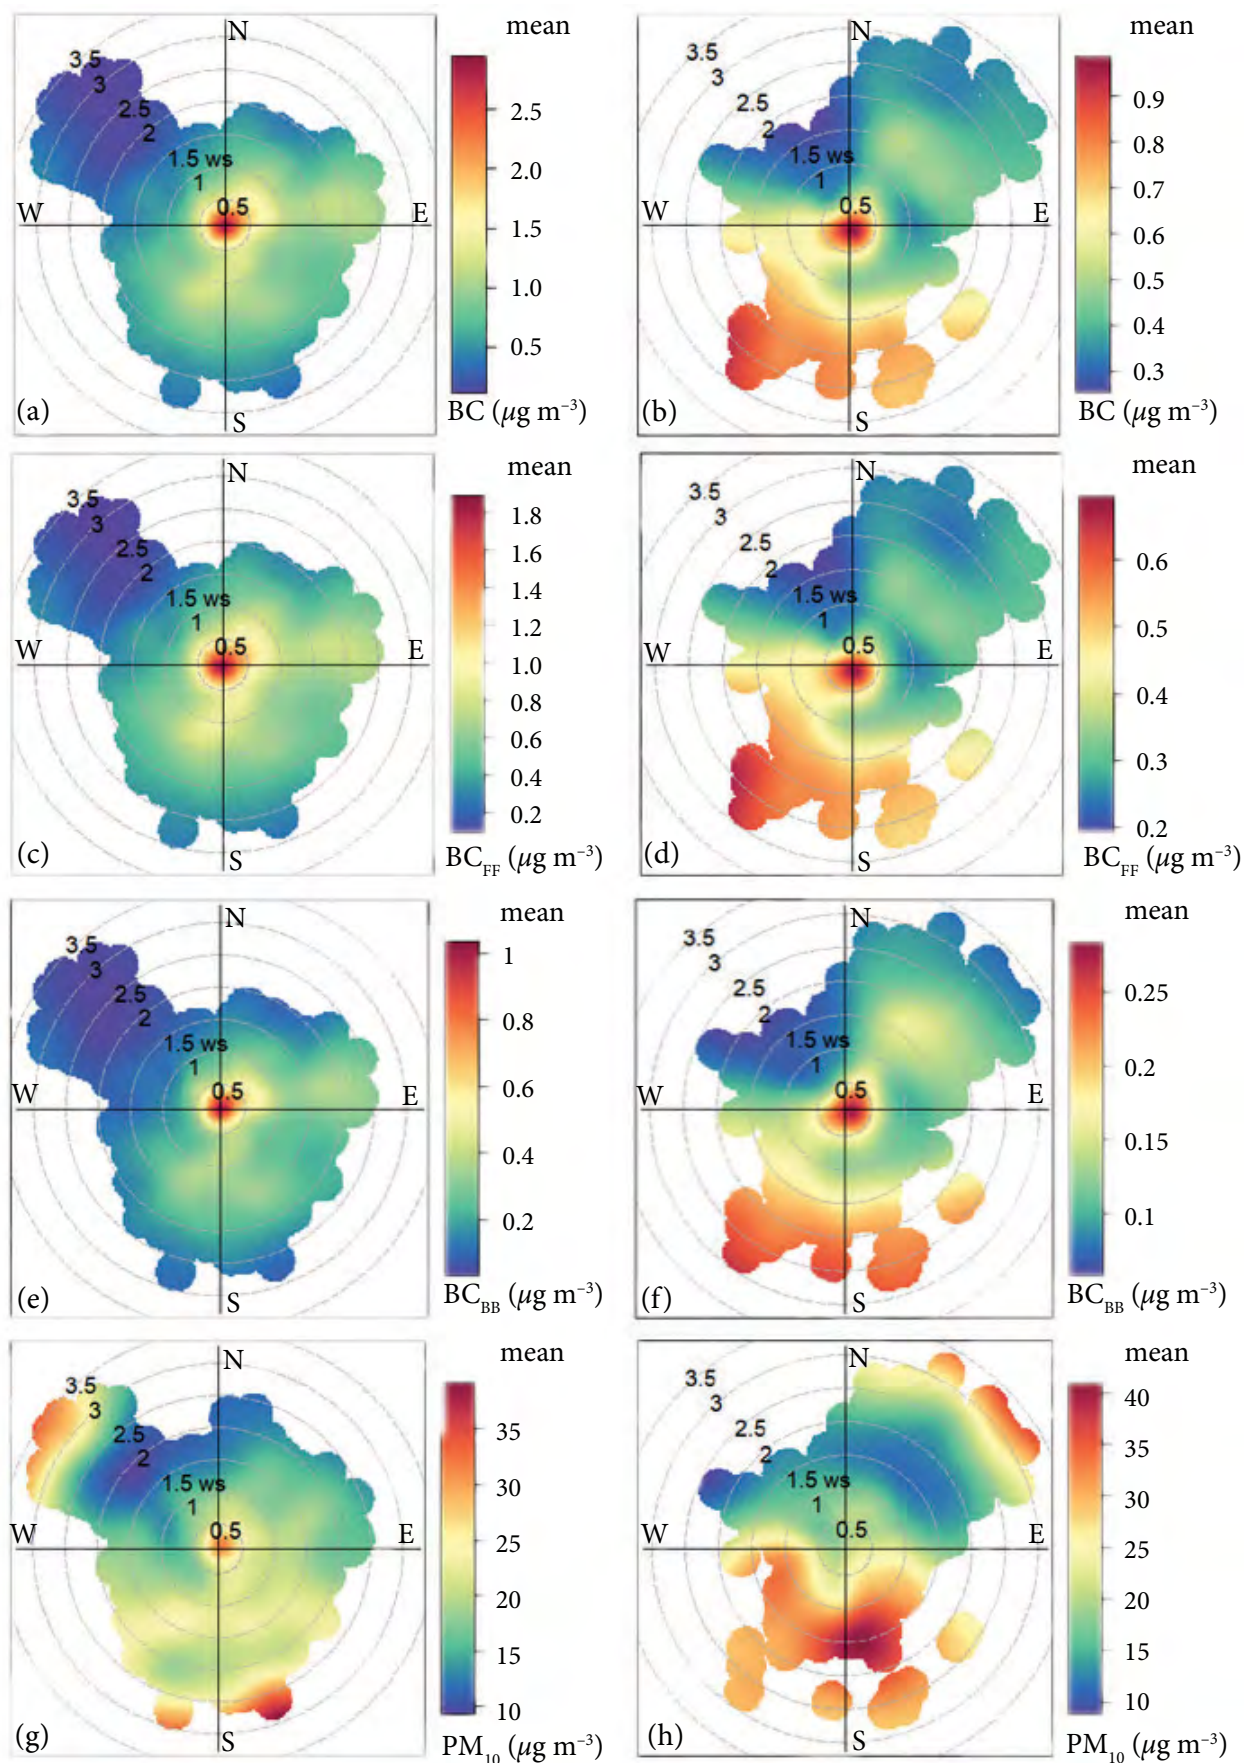 N
mean
3.5
3
2.5
2
1.5 ws
1
0.5
W
E
S
2.5
2.0
1.5
1.0
0.5
(a)
BC (μg m⁻³)
N
mean
3.5
3
2.5
2
1.5 ws
1
0.5
W
E
S
0.9
0.8
0.7
0.6
0.5
0.4
0.3
(b)
BC (μg m⁻³)
N
mean
3.5
3
2.5
2
1.5 ws
1
0.5
W
E
S
1.8
1.6
1.4
1.2
1.0
0.8
0.6
0.4
0.2
(c)
BC_FF (μg m⁻³)
N
mean
3.5
3
2.5
2
1.5 ws
1
0.5
W
E
S
0.6
0.5
0.4
0.3
0.2
(d)
BC_FF (μg m⁻³)
N
mean
3.5
3
2.5
2
1.5 ws
1
0.5
W
E
S
1
0.8
0.6
0.4
0.2
(e)
BC_BB (μg m⁻³)
N
mean
3.5
3
2.5
2
1.5 ws
1
0.5
W
E
S
0.25
0.2
0.15
0.1
(f)
BC_BB (μg m⁻³)
N
mean
3.5
3
2.5
2
1.5 ws
1
0.5
W
E
S
35
30
25
20
15
10
(g)
PM₁₀ (μg m⁻³)
N
mean
3.5
3
2.5
2
1.5 ws
1
0.5
W
E
S
40
35
30
25
20
15
10
(h)
PM₁₀ (μg m⁻³)